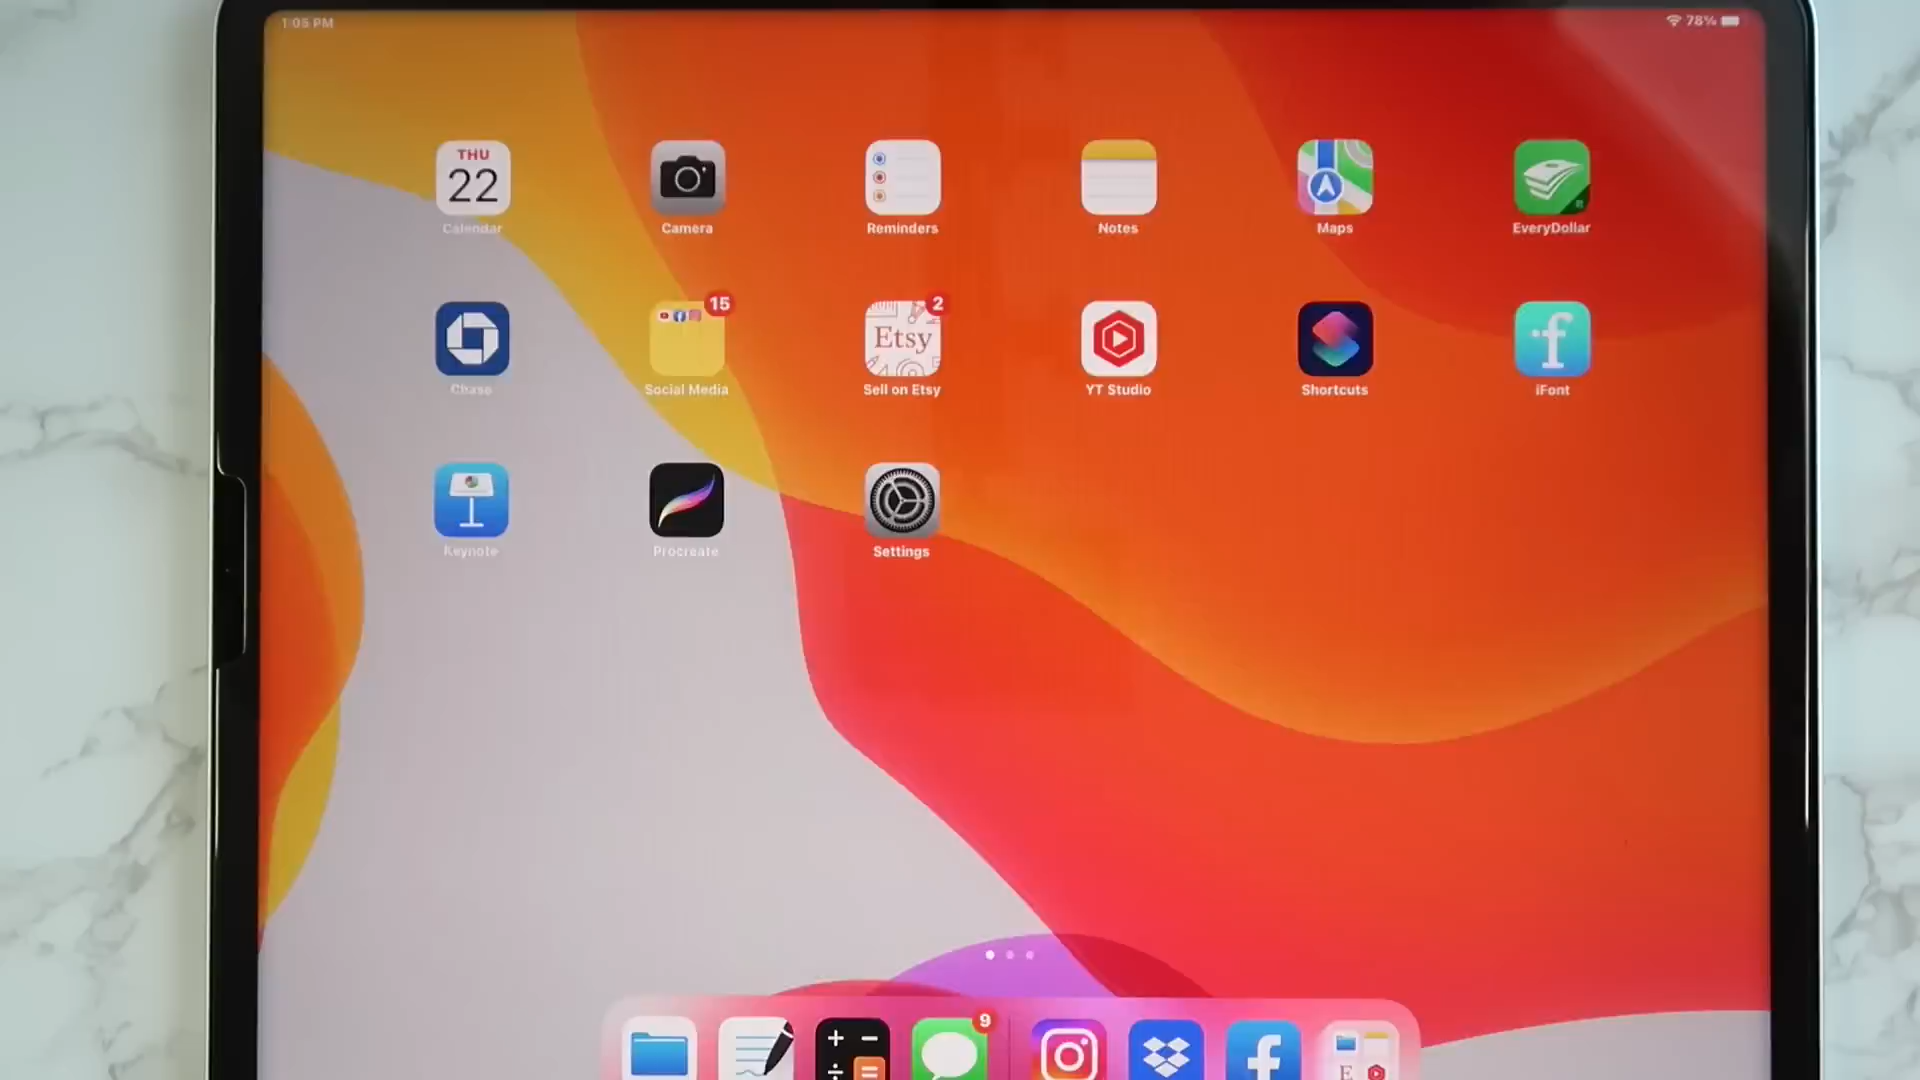 1:05 PM
78%
THU
22
Calendar
Camera
Reminders
Notes
Maps
EveryDollar
Chase
15
Social Media
Etsy
2
Sell on Etsy
YT Studio
Shortcuts
f
iFont
Keynote
Procreate
Settings
9
f
E